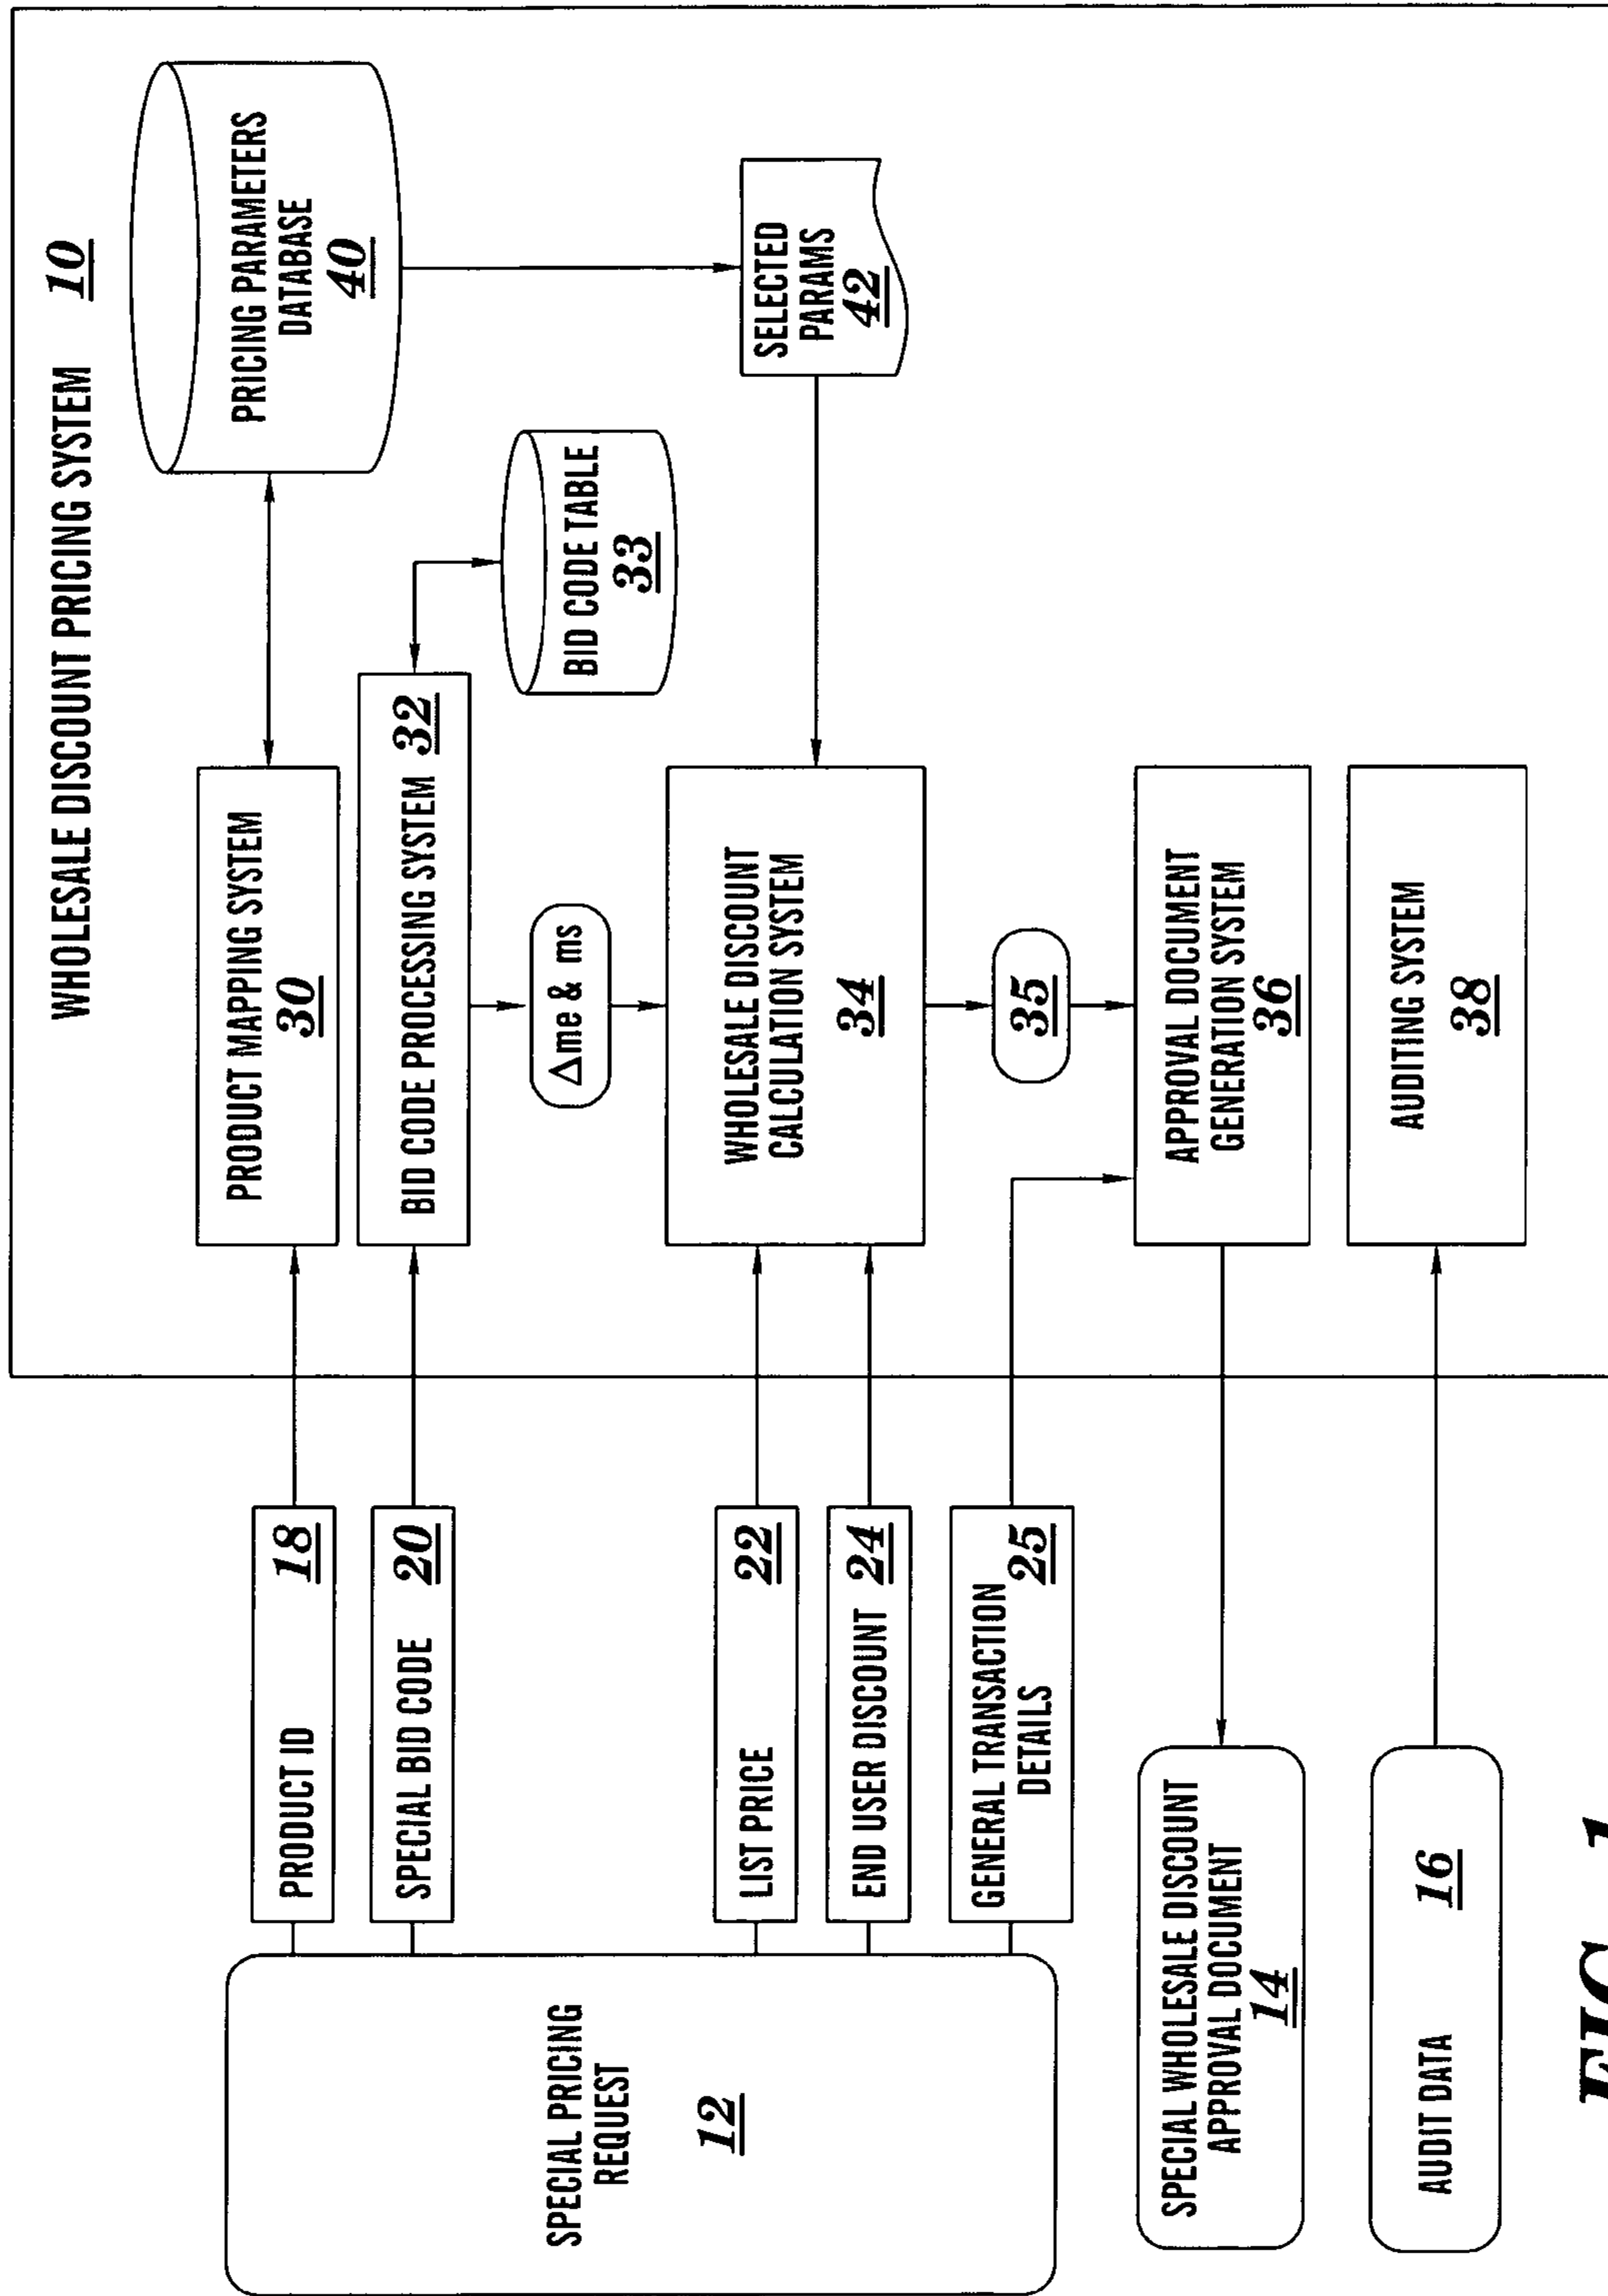 WHOLESALE DISCOUNT PRICING SYSTEM 10
SPECIAL PRICING
REQUEST
12
PRODUCT ID 18
SPECIAL BID CODE 20
LIST PRICE 22
END USER DISCOUNT 24
GENERAL TRANSACTION
DETAILS 25
SPECIAL WHOLESALE DISCOUNT
APPROVAL DOCUMENT
14
AUDIT DATA 16
PRODUCT MAPPING SYSTEM
30
BID CODE PROCESSING SYSTEM 32
Δme & ms
WHOLESALE DISCOUNT
CALCULATION SYSTEM
34
35
APPROVAL DOCUMENT
GENERATION SYSTEM
36
AUDITING SYSTEM
38
PRICING PARAMETERS
DATABASE
40
BID CODE TABLE
33
SELECTED
PARAMS
42
FIG. 1